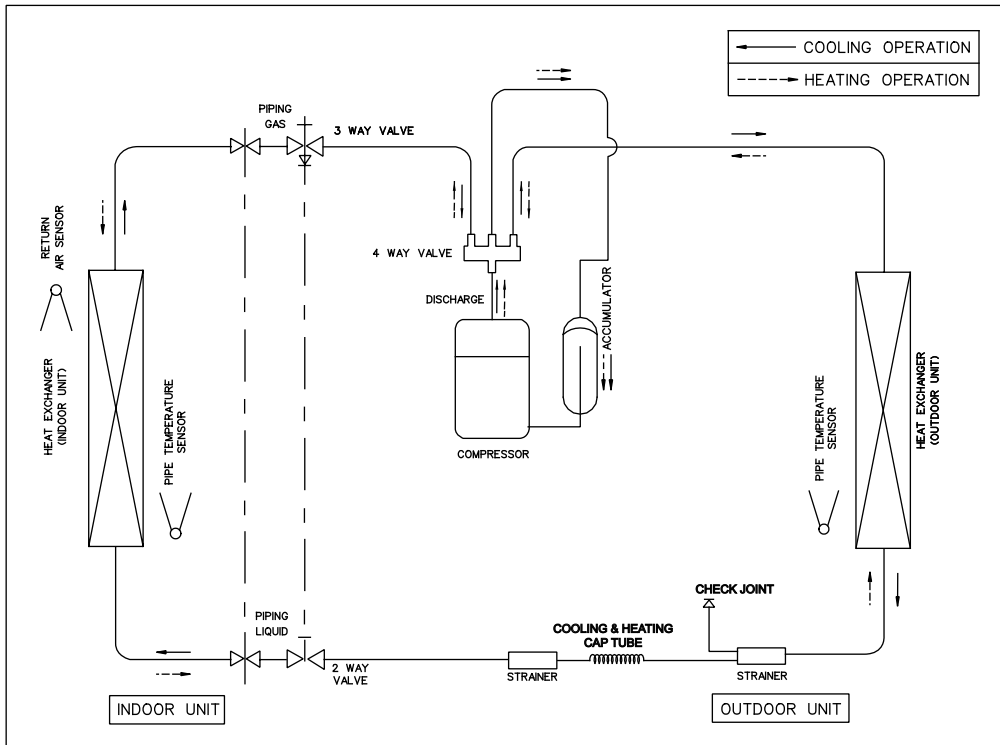 COOLING OPERATION
HEATING OPERATION
PIPING
GAS
3 WAY VALVE
RETURN
AIR SENSOR
4 WAY VALVE
DISCHARGE
ACCUMULATOR
HEAT EXCHANGER
(INDOOR UNIT)
PIPE TEMPERATURE
SENSOR
COMPRESSOR
PIPE TEMPERATURE
SENSOR
HEAT EXCHANGER
(OUTDOOR UNIT)
CHECK JOINT
PIPING
LIQUID
COOLING & HEATING
CAP TUBE
2 WAY
VALVE
STRAINER
STRAINER
INDOOR UNIT
OUTDOOR UNIT